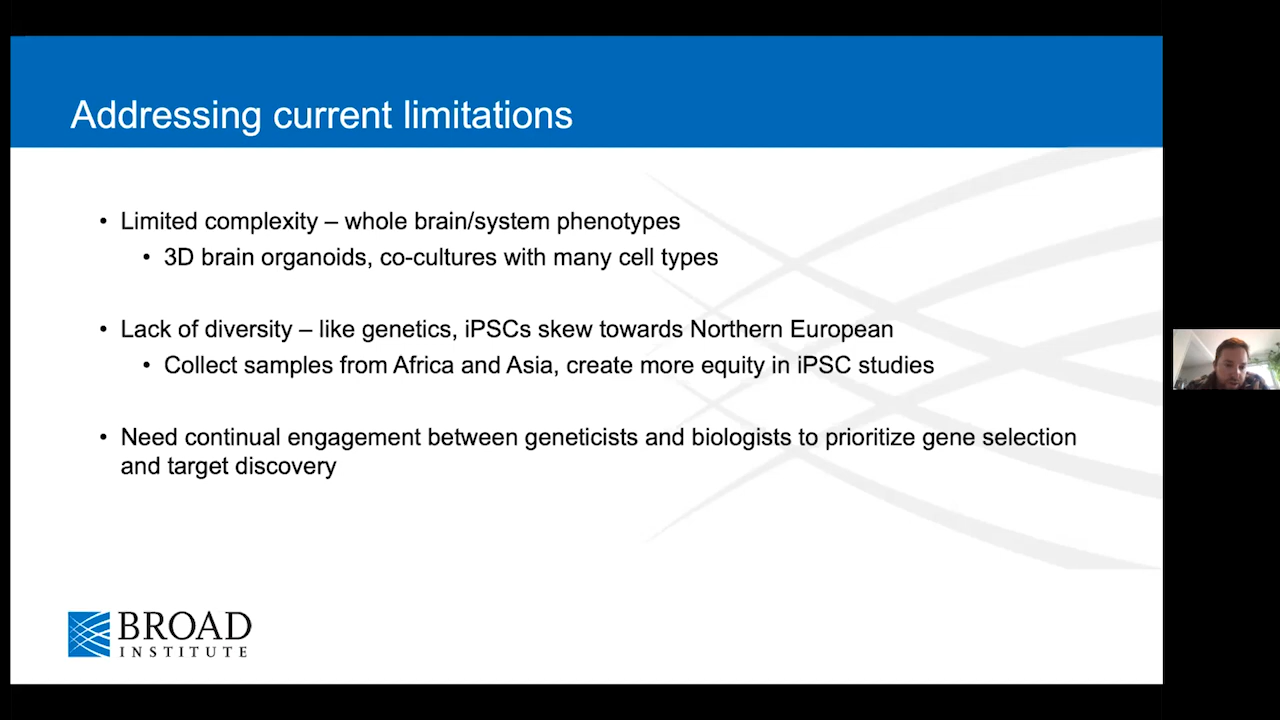 Addressing current limitations
• Limited complexity – whole brain/system phenotypes
• 3D brain organoids, co-cultures with many cell types
• Lack of diversity – like genetics, iPSCs skew towards Northern European
• Collect samples from Africa and Asia, create more equity in iPSC studies
• Need continual engagement between geneticists and biologists to prioritize gene selection
and target discovery
BROAD
INSTITUTE